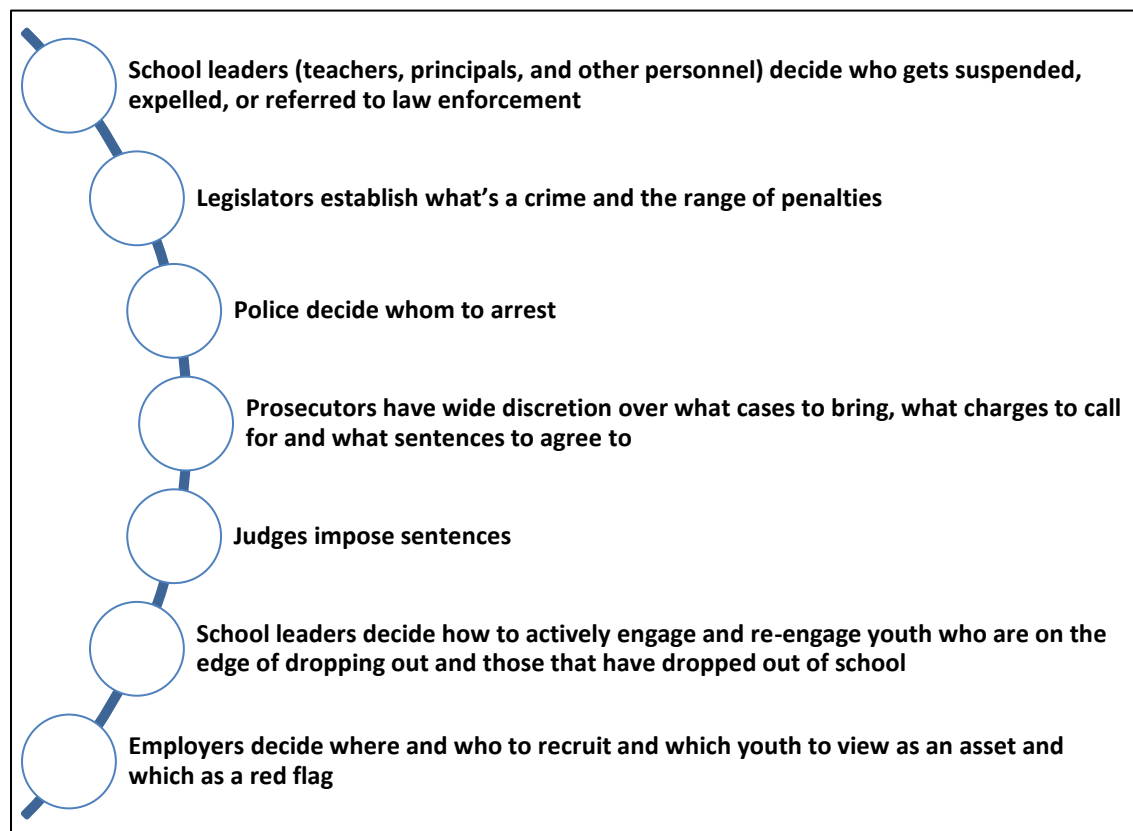 School leaders (teachers, principals, and other personnel) decide who gets suspended,
expelled, or referred to law enforcement
Legislators establish what’s a crime and the range of penalties
Police decide whom to arrest
Prosecutors have wide discretion over what cases to bring, what charges to call
for and what sentences to agree to
Judges impose sentences
School leaders decide how to actively engage and re-engage youth who are on the
edge of dropping out and those that have dropped out of school
Employers decide where and who to recruit and which youth to view as an asset and
which as a red flag